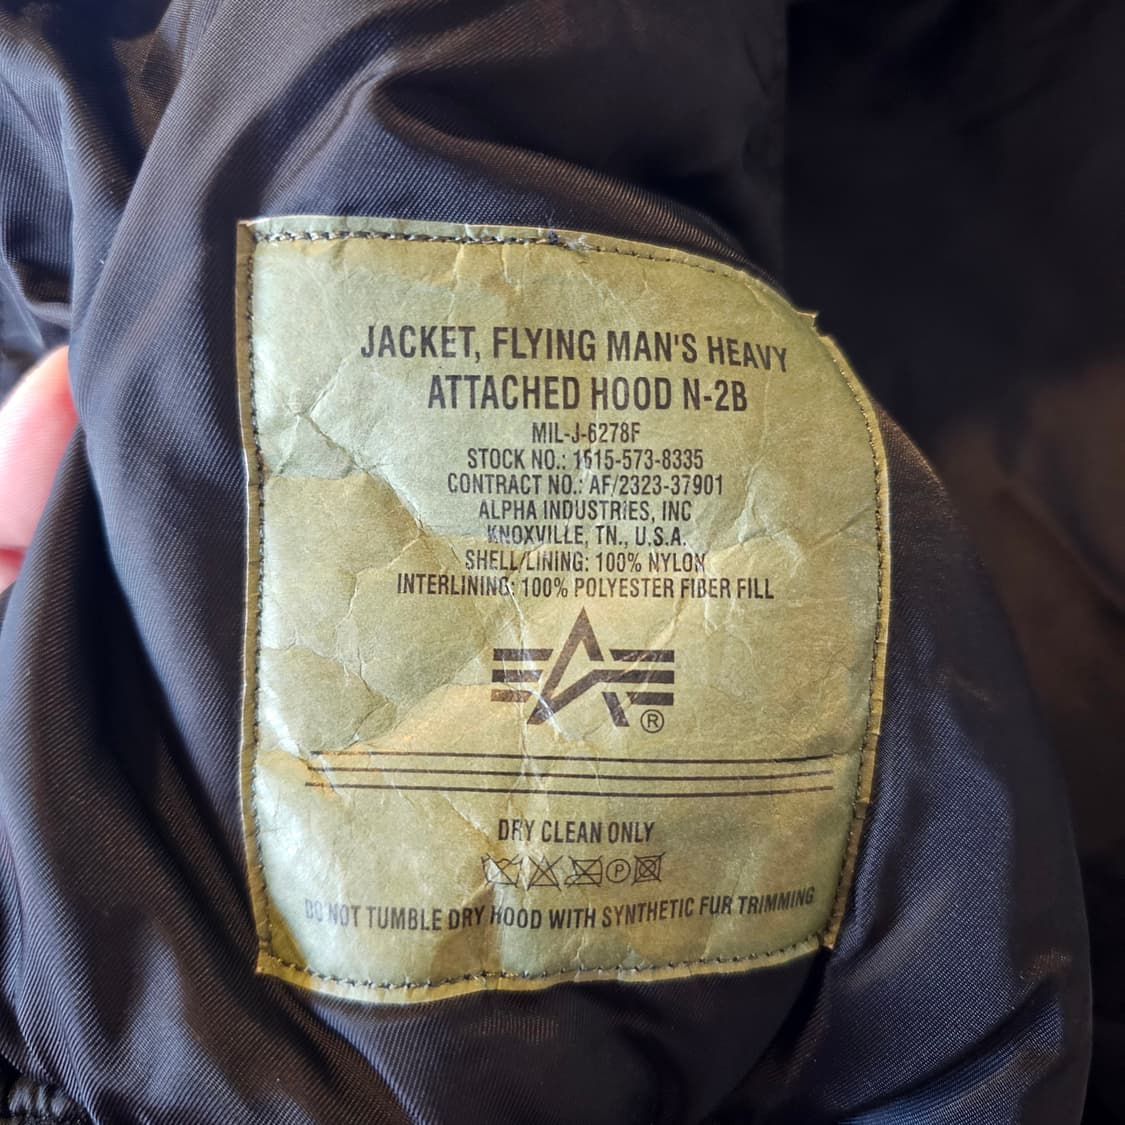 JACKET, FLYING MAN'S HEAVY
ATTACHED HOOD N-2B
MIL-J-6278F
STOCK NO.: 1615-573-8335
CONTRACT NO.: AF/2323-37901
ALPHA INDUSTRIES, INC
KNOXVILLE, TN., U.S.A.
SHELL/LINING: 100% NYLON
INTERLINING: 100% POLYESTER FIBER FILL
®
DRY CLEAN ONLY
P
DO NOT TUMBLE DRY HOOD WITH SYNTHETIC FUR TRIMMING